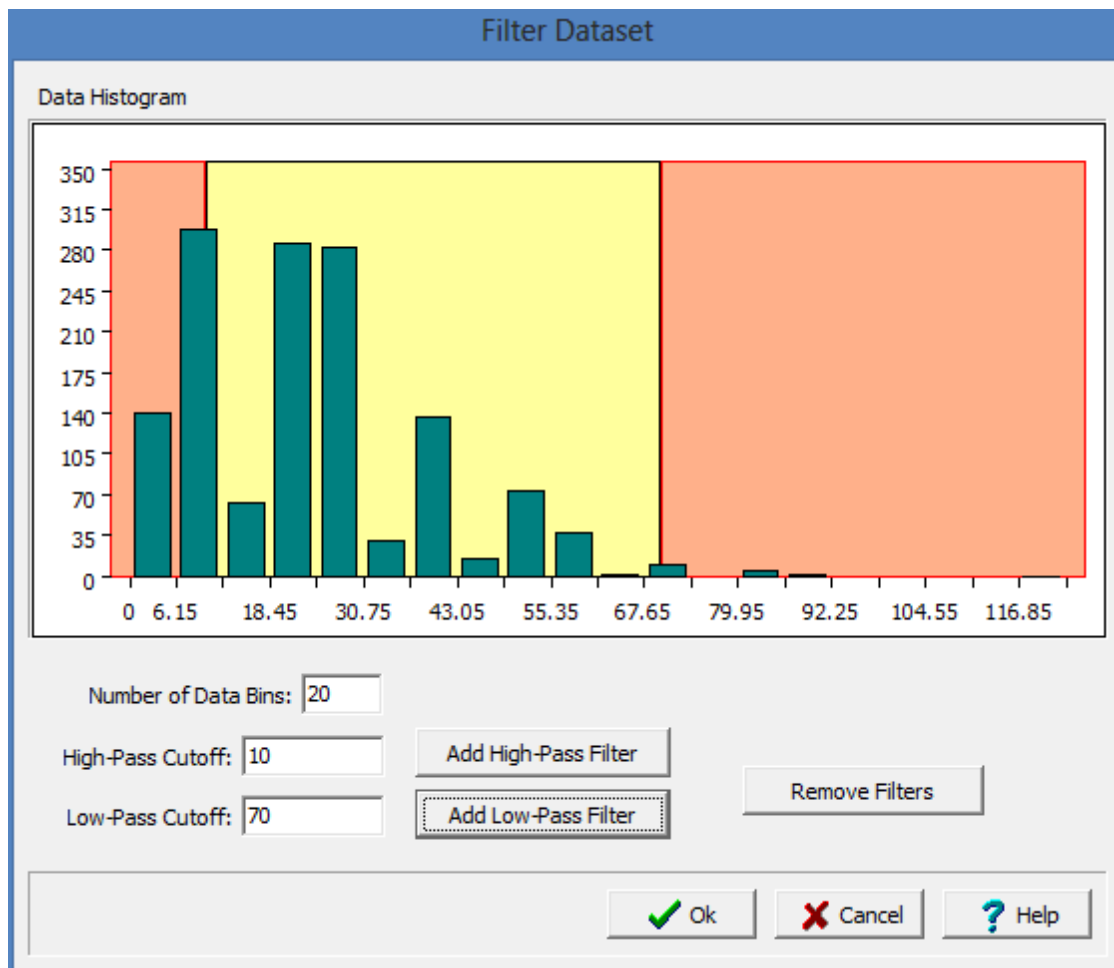 Filter Dataset
Data Histogram
350
315
280
245
210
175
140
105
70
35
0
0 6.15 18.45 30.75 43.05 55.35 67.65 79.95 92.25 104.55 116.85
Number of Data Bins: 20
High-Pass Cutoff: 10 Add High-Pass Filter
Remove Filters
Low-Pass Cutoff: 70 Add Low-Pass Filter
Ok Cancel ? Help